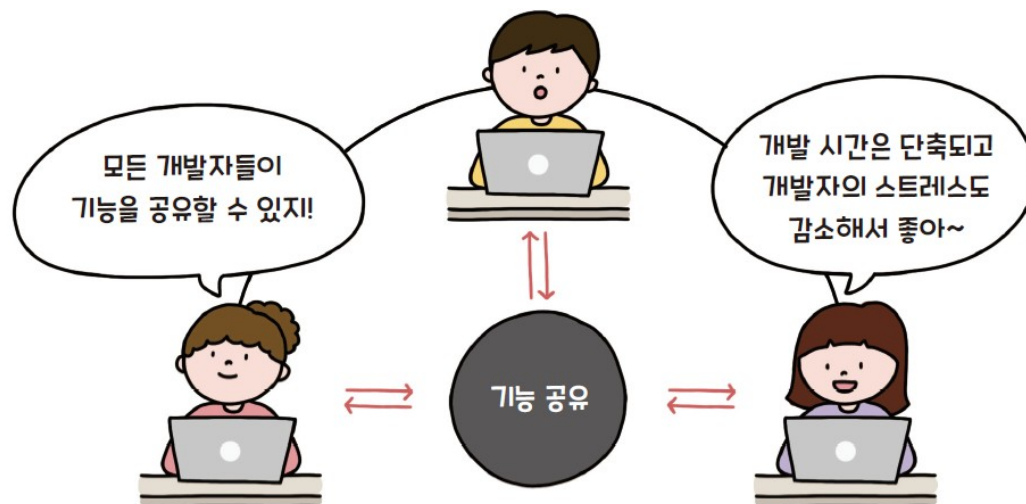 모든 개발자들이
기능을 공유할 수 있지!
개발 시간은 단축되고
개발자의 스트레스도
감소해서 좋아~
기능 공유